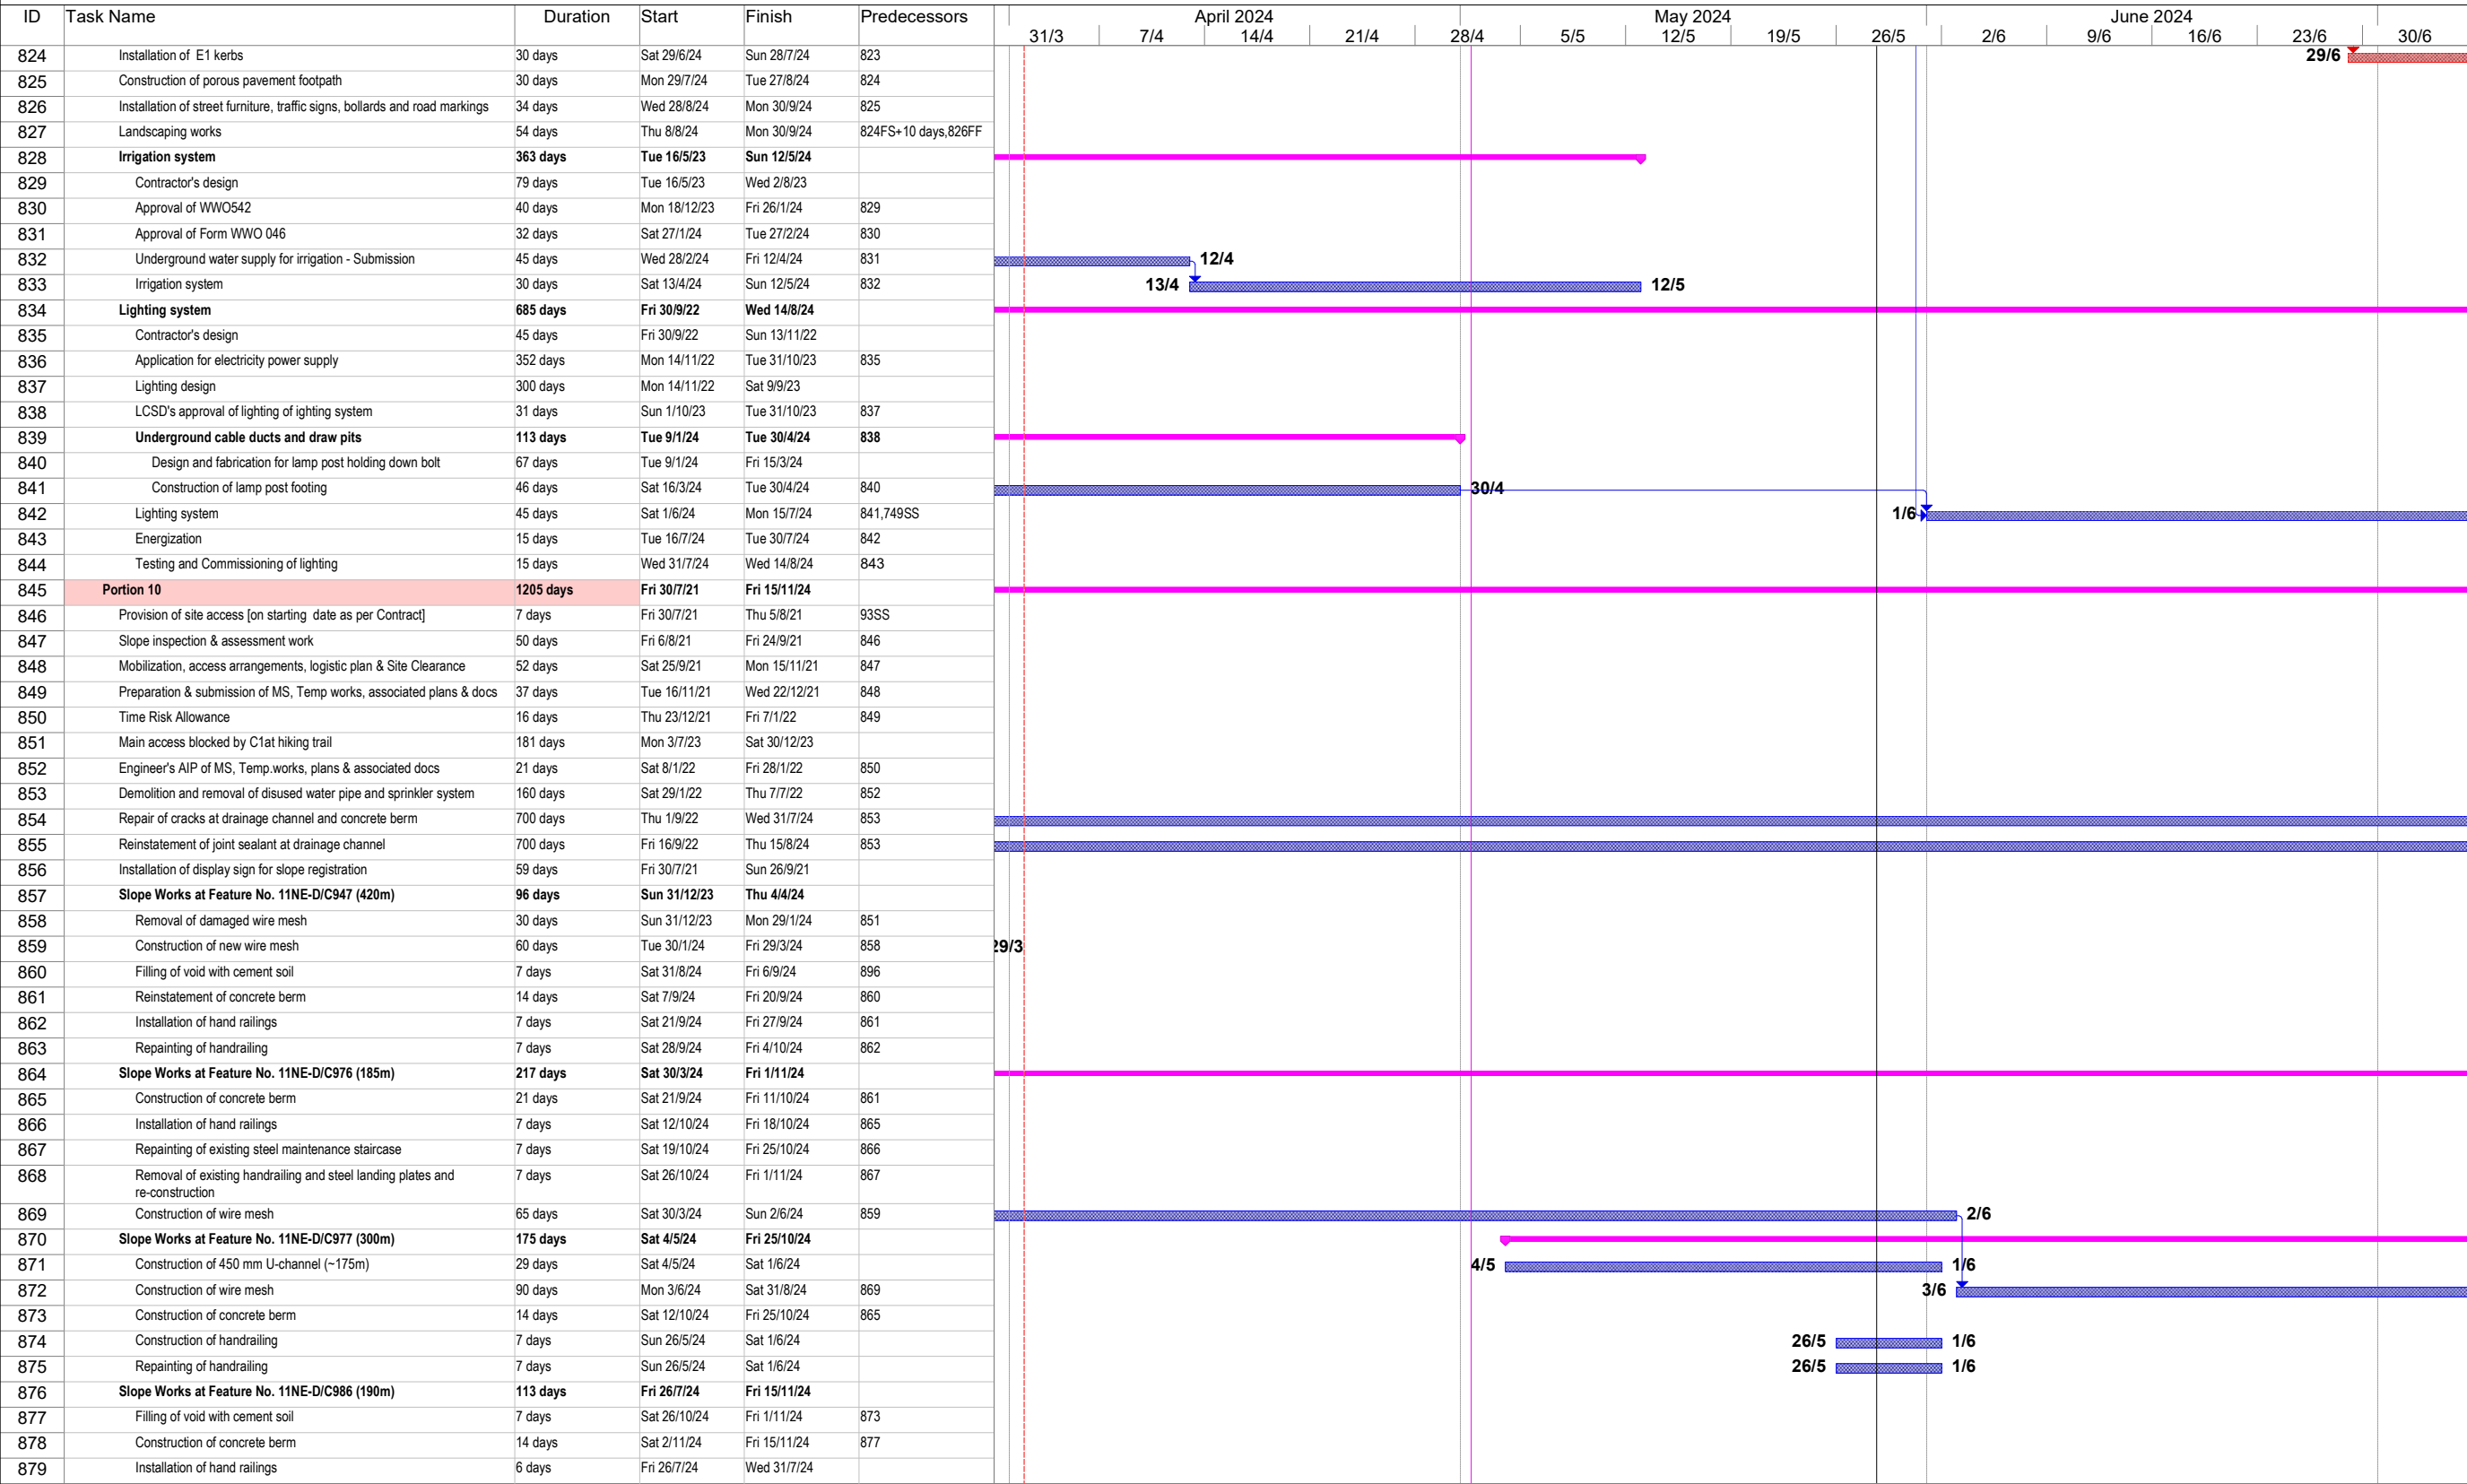 ID Task Name Duration Start Finish Predecessors April 2024 May 2024 June 2024
31/3 7/4 14/4 21/4 28/4 5/5 12/5 19/5 26/5 2/6 9/6 16/6 23/6 30/6
824 Installation of E1 kerbs 30 days Sat 29/6/24 Sun 28/7/24 823 29/6
825 Construction of porous pavement footpath 30 days Mon 29/7/24 Tue 27/8/24 824
826 Installation of street furniture, traffic signs, bollards and road markings 34 days Wed 28/8/24 Mon 30/9/24 825
827 Landscaping works 54 days Thu 8/8/24 Mon 30/9/24 824FS+10 days,826FF
828 Irrigation system 363 days Tue 16/5/23 Sun 12/5/24
829 Contractor's design 79 days Tue 16/5/23 Wed 2/8/23
830 Approval of WWO542 40 days Mon 18/12/23 Fri 26/1/24 829
831 Approval of Form WWO 046 32 days Sat 27/1/24 Tue 27/2/24 830
832 Underground water supply for irrigation - Submission 45 days Wed 28/2/24 Fri 12/4/24 831 12/4
833 Irrigation system 30 days Sat 13/4/24 Sun 12/5/24 832 13/4 12/5
834 Lighting system 685 days Fri 30/9/22 Wed 14/8/24
835 Contractor's design 45 days Fri 30/9/22 Sun 13/11/22
836 Application for electricity power supply 352 days Mon 14/11/22 Tue 31/10/23 835
837 Lighting design 300 days Mon 14/11/22 Sat 9/9/23
838 LCSD's approval of lighting of ighting system 31 days Sun 1/10/23 Tue 31/10/23 837
839 Underground cable ducts and draw pits 113 days Tue 9/1/24 Tue 30/4/24 838
840 Design and fabrication for lamp post holding down bolt 67 days Tue 9/1/24 Fri 15/3/24
841 Construction of lamp post footing 46 days Sat 16/3/24 Tue 30/4/24 840 30/4
842 Lighting system 45 days Sat 1/6/24 Mon 15/7/24 841,749SS 1/6
843 Energization 15 days Tue 16/7/24 Tue 30/7/24 842
844 Testing and Commissioning of lighting 15 days Wed 31/7/24 Wed 14/8/24 843
845 Portion 10 1205 days Fri 30/7/21 Fri 15/11/24
846 Provision of site access [on starting date as per Contract] 7 days Fri 30/7/21 Thu 5/8/21 93SS
847 Slope inspection & assessment work 50 days Fri 6/8/21 Fri 24/9/21 846
848 Mobilization, access arrangements, logistic plan & Site Clearance 52 days Sat 25/9/21 Mon 15/11/21 847
849 Preparation & submission of MS, Temp works, associated plans & docs 37 days Tue 16/11/21 Wed 22/12/21 848
850 Time Risk Allowance 16 days Thu 23/12/21 Fri 7/1/22 849
851 Main access blocked by C1at hiking trail 181 days Mon 3/7/23 Sat 30/12/23
852 Engineer's AIP of MS, Temp.works, plans & associated docs 21 days Sat 8/1/22 Fri 28/1/22 850
853 Demolition and removal of disused water pipe and sprinkler system 160 days Sat 29/1/22 Thu 7/7/22 852
854 Repair of cracks at drainage channel and concrete berm 700 days Thu 1/9/22 Wed 31/7/24 853
855 Reinstatement of joint sealant at drainage channel 700 days Fri 16/9/22 Thu 15/8/24 853
856 Installation of display sign for slope registration 59 days Fri 30/7/21 Sun 26/9/21
857 Slope Works at Feature No. 11NE-D/C947 (420m) 96 days Sun 31/12/23 Thu 4/4/24
858 Removal of damaged wire mesh 30 days Sun 31/12/23 Mon 29/1/24 851
859 Construction of new wire mesh 60 days Tue 30/1/24 Fri 29/3/24 858 29/3
860 Filling of void with cement soil 7 days Sat 31/8/24 Fri 6/9/24 896
861 Reinstatement of concrete berm 14 days Sat 7/9/24 Fri 20/9/24 860
862 Installation of hand railings 7 days Sat 21/9/24 Fri 27/9/24 861
863 Repainting of handrailing 7 days Sat 28/9/24 Fri 4/10/24 862
864 Slope Works at Feature No. 11NE-D/C976 (185m) 217 days Sat 30/3/24 Fri 1/11/24
865 Construction of concrete berm 21 days Sat 21/9/24 Fri 11/10/24 861
866 Installation of hand railings 7 days Sat 12/10/24 Fri 18/10/24 865
867 Repainting of existing steel maintenance staircase 7 days Sat 19/10/24 Fri 25/10/24 866
868 Removal of existing handrailing and steel landing plates and 7 days Sat 26/10/24 Fri 1/11/24 867
re-construction
869 Construction of wire mesh 65 days Sat 30/3/24 Sun 2/6/24 859 2/6
870 Slope Works at Feature No. 11NE-D/C977 (300m) 175 days Sat 4/5/24 Fri 25/10/24
871 Construction of 450 mm U-channel (~175m) 29 days Sat 4/5/24 Sat 1/6/24 4/5 1/6
872 Construction of wire mesh 90 days Mon 3/6/24 Sat 31/8/24 869 3/6
873 Construction of concrete berm 14 days Sat 12/10/24 Fri 25/10/24 865
874 Construction of handrailing 7 days Sun 26/5/24 Sat 1/6/24 26/5 1/6
875 Repainting of handrailing 7 days Sun 26/5/24 Sat 1/6/24 26/5 1/6
876 Slope Works at Feature No. 11NE-D/C986 (190m) 113 days Fri 26/7/24 Fri 15/11/24
877 Filling of void with cement soil 7 days Sat 26/10/24 Fri 1/11/24 873
878 Construction of concrete berm 14 days Sat 2/11/24 Fri 15/11/24 877
879 Installation of hand railings 6 days Fri 26/7/24 Wed 31/7/24